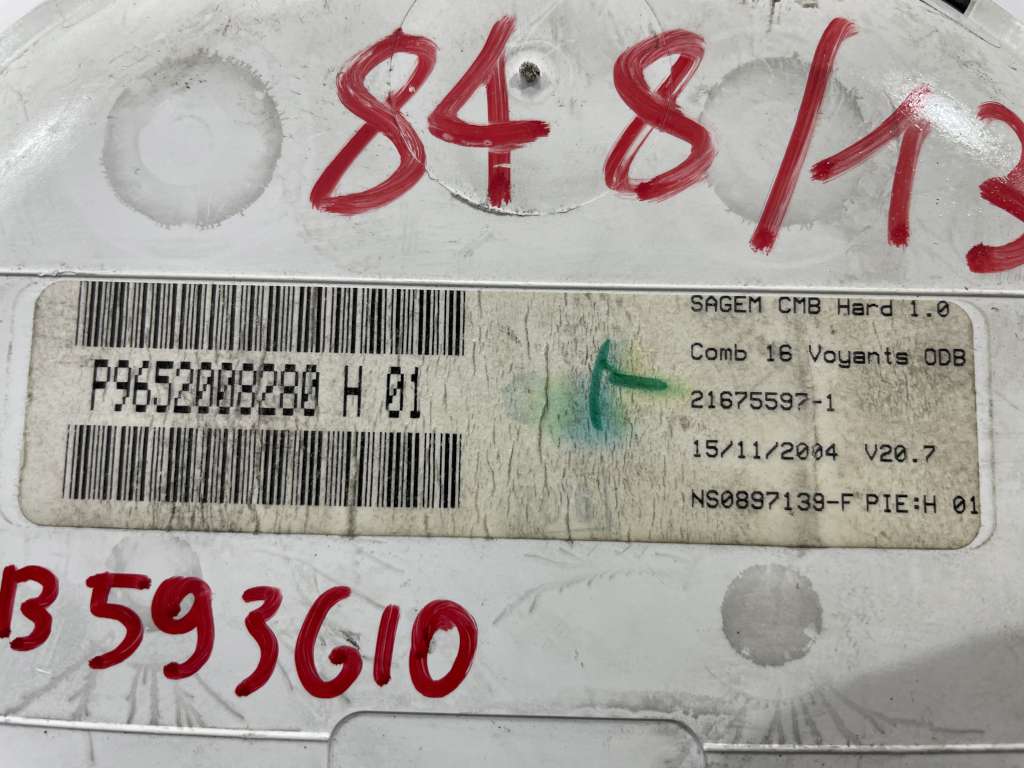 848/13
SAGEM CMB Hard 1.0
P9652008280 H 01
Comb 16 Voyants ODB
21675597-1
15/11/2004 V20.7
NS0897139-F PIE:H 01
B593G10